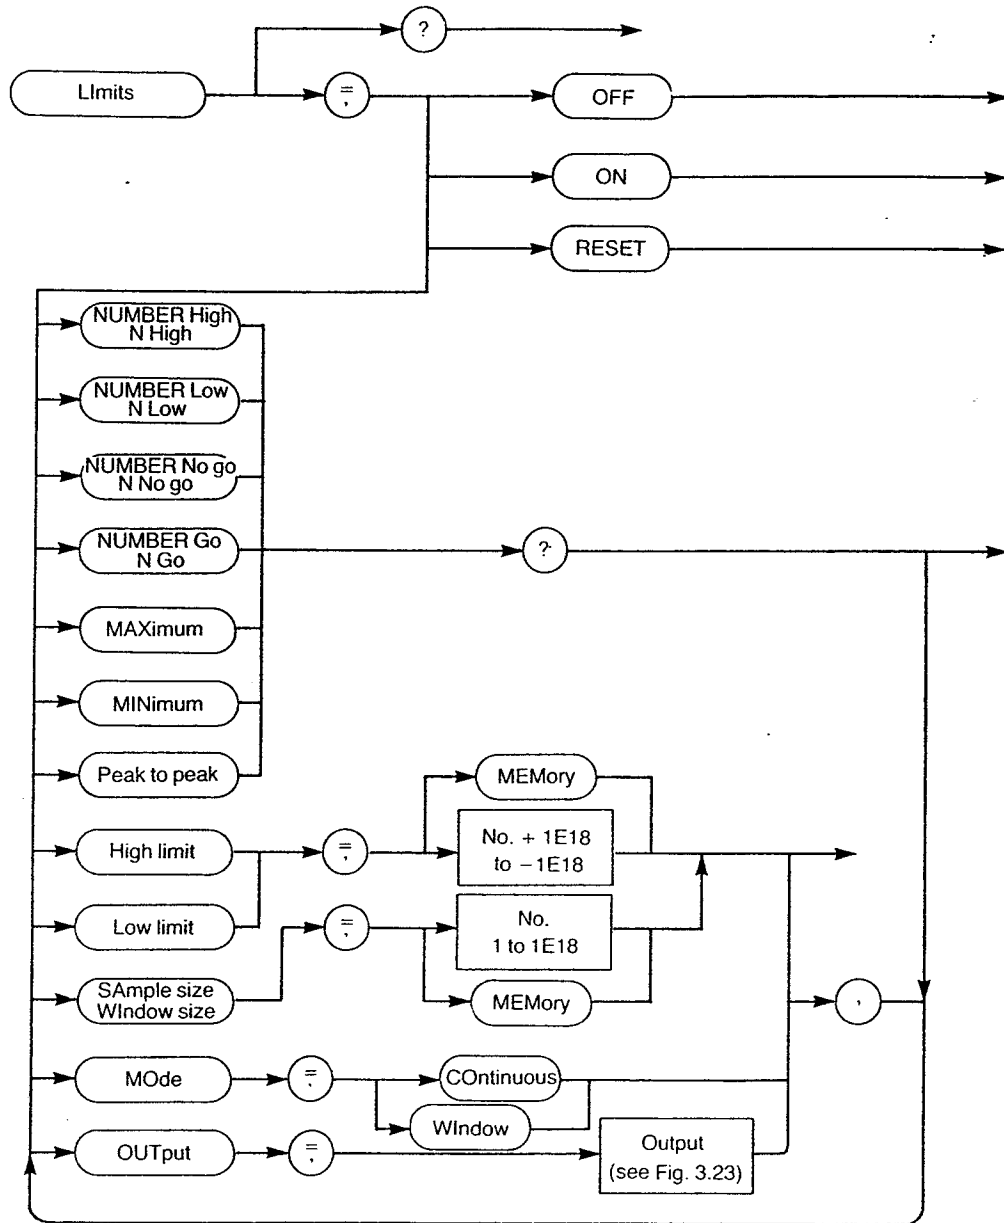 ?
LImits
=
,
OFF
ON
RESET
NUMBER High
N High
NUMBER Low
N Low
NUMBER No go
N No go
NUMBER Go
N Go
?
MAXimum
MINimum
Peak to peak
MEMory
High limit
=
,
No. + 1E18
to − 1E18
Low limit
=
,
No.
1 to 1E18
SAmple size
WIndow size
MEMory
,
MOde
=
,
COntinuous
WIndow
OUTput
=
,
Output
(see Fig. 3.23)